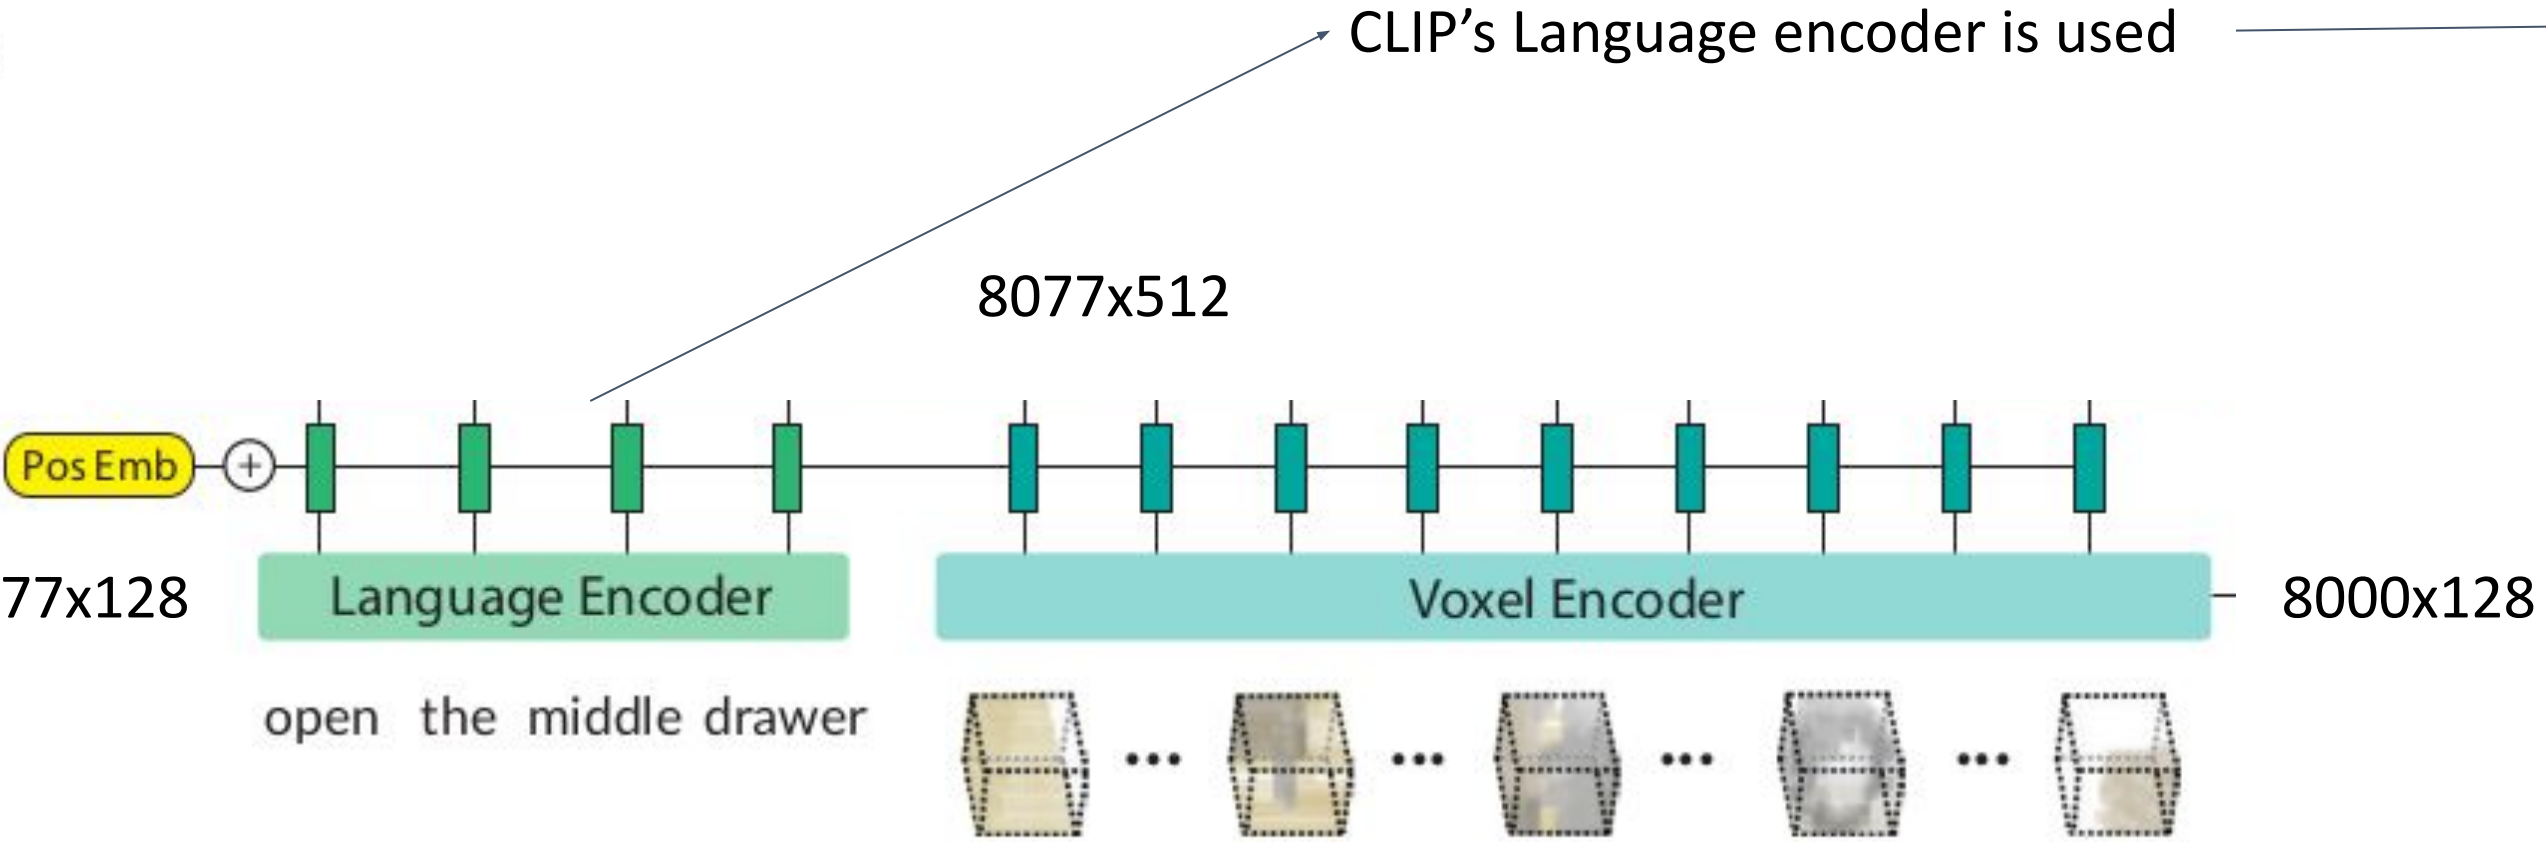 CLIP's Language encoder is used
8077x512
Pos Emb +
77x128 Language Encoder Voxel Encoder 8000x128
open the middle drawer